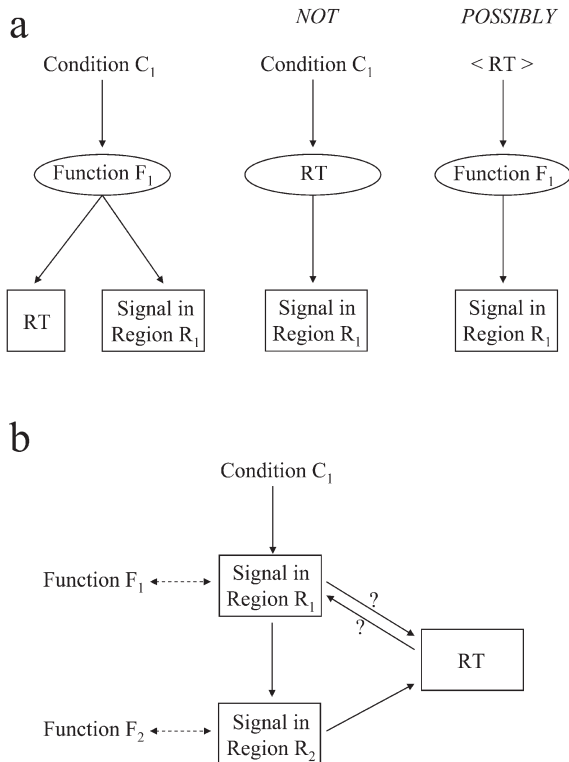 a
NOT
POSSIBLY
Condition C₁
Condition C₁
< RT >
Function F₁
RT
Function F₁
RT
Signal in
Region R₁
Signal in
Region R₁
Signal in
Region R₁
b
Condition C₁
Function F₁
Signal in
Region R₁
?
?
RT
Function F₂
Signal in
Region R₂